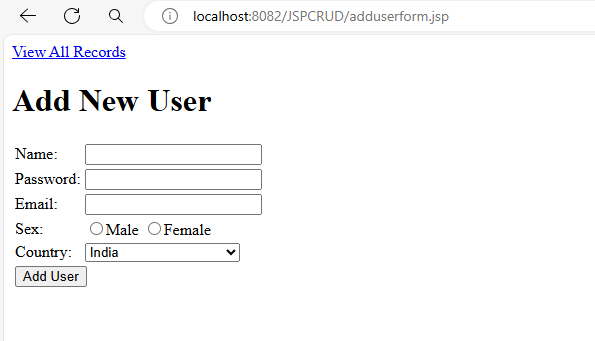 localhost:8082/JSPCRUD/adduserform.jsp
View All Records
Add New User
Name:
Password:
Email:
Sex: Male Female
Country: India
Add User